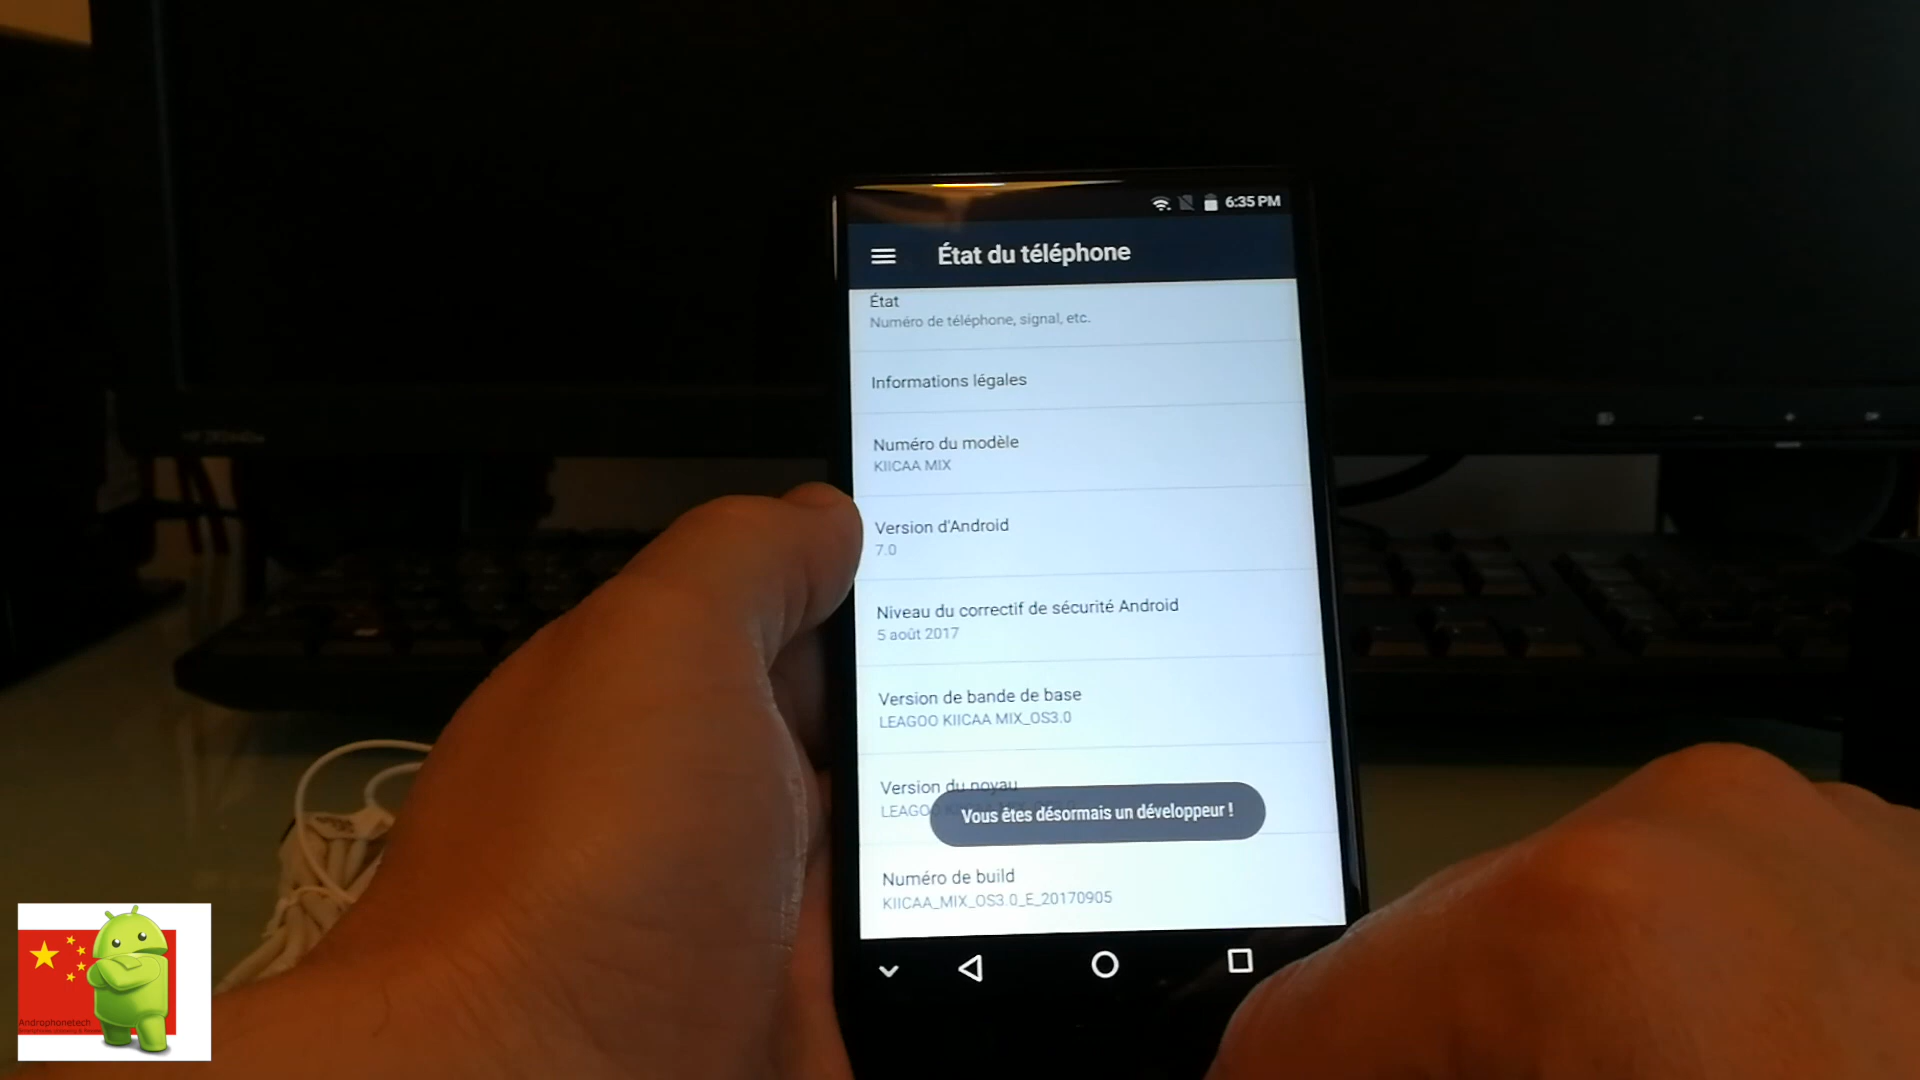 6:35 PM
État du téléphone
État
Numéro de téléphone, signal, etc.
Informations légales
Numéro du modèle
KIICAA MIX
Version d'Android
7.0
Niveau du correctif de sécurité Android
5 août 2017
Version de bande de base
LEAGOO KIICAA MIX_OS3.0
Version du noyau
LEAGOO
Vous êtes désormais un développeur !
Numéro de build
KIICAA_MIX_OS3.0_E_20170905
Androphonetech